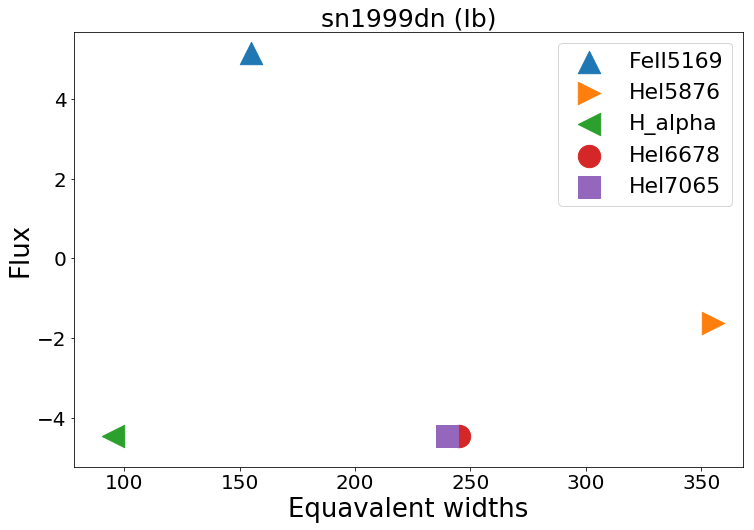 sn1999dn (Ib)
FeII5169
HeI5876
H_alpha
HeI6678
HeI7065
Flux
4
2
0
−2
−4
100 150 200 250 300 350
Equavalent widths